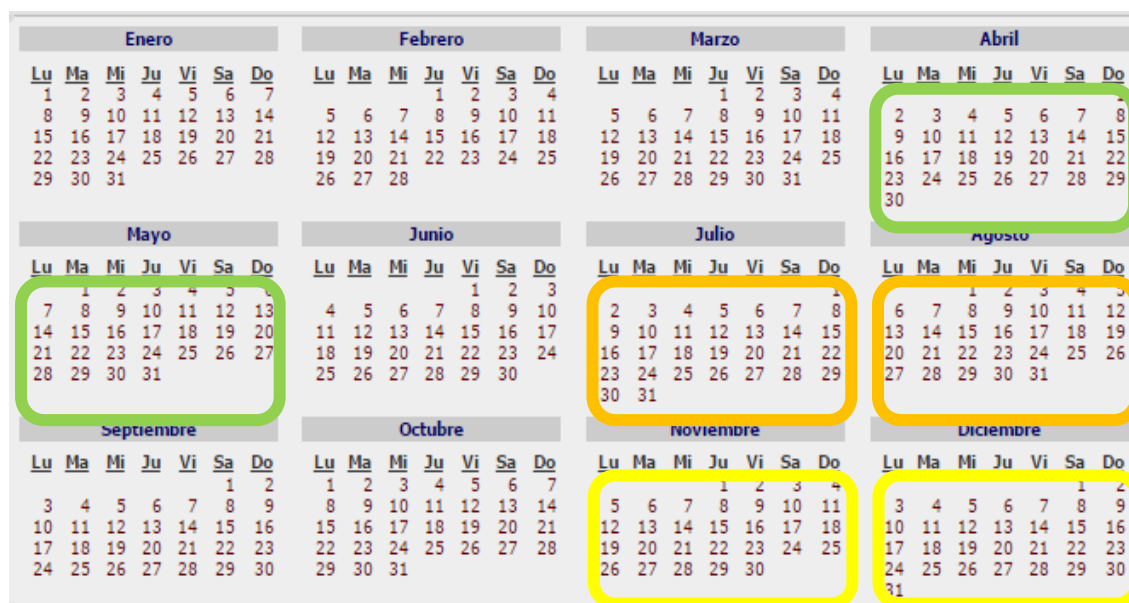 Enero
Lu Ma Mi Ju Vi Sa Do
1 2 3 4 5 6 7
8 9 10 11 12 13 14
15 16 17 18 19 20 21
22 23 24 25 26 27 28
29 30 31
Febrero
Lu Ma Mi Ju Vi Sa Do
1 2 3 4
5 6 7 8 9 10 11
12 13 14 15 16 17 18
19 20 21 22 23 24 25
26 27 28
Marzo
Lu Ma Mi Ju Vi Sa Do
1 2 3 4
5 6 7 8 9 10 11
12 13 14 15 16 17 18
19 20 21 22 23 24 25
26 27 28 29 30 31
Abril
Lu Ma Mi Ju Vi Sa Do
1
2 3 4 5 6 7 8
9 10 11 12 13 14 15
16 17 18 19 20 21 22
23 24 25 26 27 28 29
30
Mayo
Lu Ma Mi Ju Vi Sa Do
1 2 3 4 5 6
7 8 9 10 11 12 13
14 15 16 17 18 19 20
21 22 23 24 25 26 27
28 29 30 31
Junio
Lu Ma Mi Ju Vi Sa Do
1 2 3
4 5 6 7 8 9 10
11 12 13 14 15 16 17
18 19 20 21 22 23 24
25 26 27 28 29 30
Julio
Lu Ma Mi Ju Vi Sa Do
1
2 3 4 5 6 7 8
9 10 11 12 13 14 15
16 17 18 19 20 21 22
23 24 25 26 27 28 29
30 31
Agosto
Lu Ma Mi Ju Vi Sa Do
1 2 3 4 5
6 7 8 9 10 11 12
13 14 15 16 17 18 19
20 21 22 23 24 25 26
27 28 29 30 31
Septiembre
Lu Ma Mi Ju Vi Sa Do
1 2
3 4 5 6 7 8 9
10 11 12 13 14 15 16
17 18 19 20 21 22 23
24 25 26 27 28 29 30
Octubre
Lu Ma Mi Ju Vi Sa Do
1 2 3 4 5 6 7
8 9 10 11 12 13 14
15 16 17 18 19 20 21
22 23 24 25 26 27 28
29 30 31
Noviembre
Lu Ma Mi Ju Vi Sa Do
1 2 3 4
5 6 7 8 9 10 11
12 13 14 15 16 17 18
19 20 21 22 23 24 25
26 27 28 29 30
Diciembre
Lu Ma Mi Ju Vi Sa Do
1 2
3 4 5 6 7 8 9
10 11 12 13 14 15 16
17 18 19 20 21 22 23
24 25 26 27 28 29 30
31